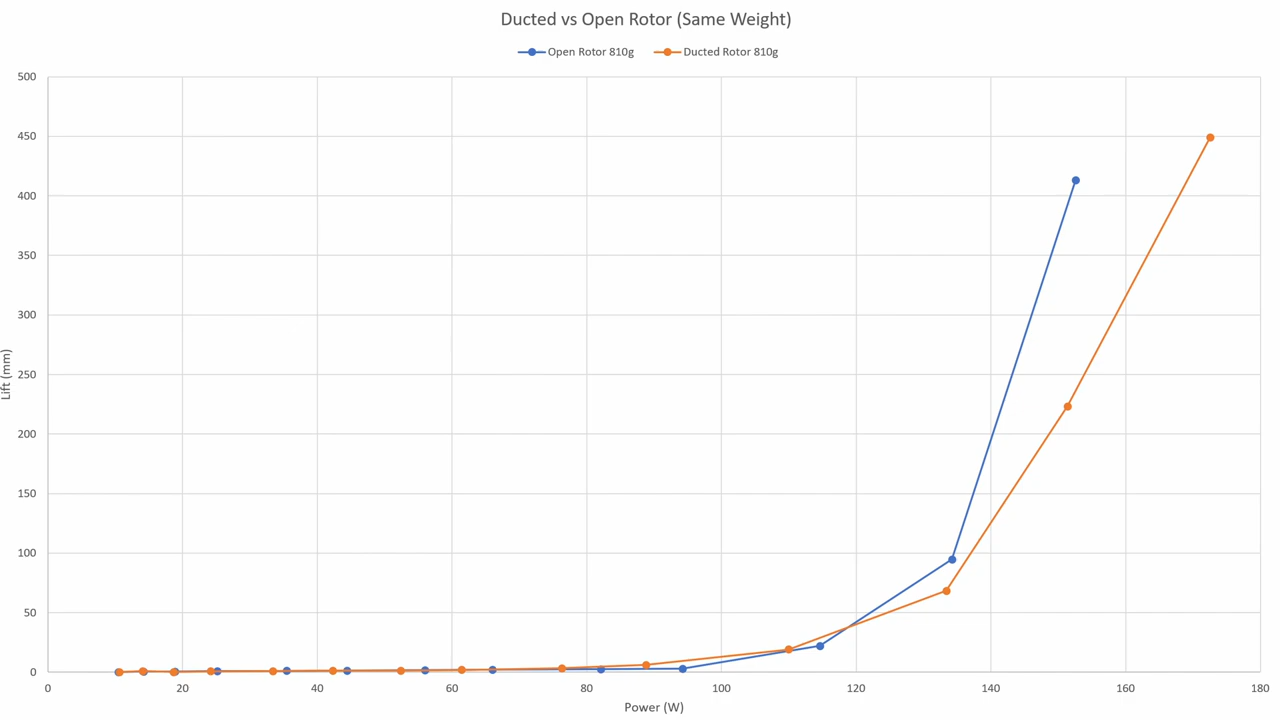 Ducted vs Open Rotor (Same Weight)
Open Rotor 810g Ducted Rotor 810g
500
450
400
350
300
250
200
150
100
50
0
Lift (mm)
0 20 40 60 80 100 120 140 160 180
Power (W)